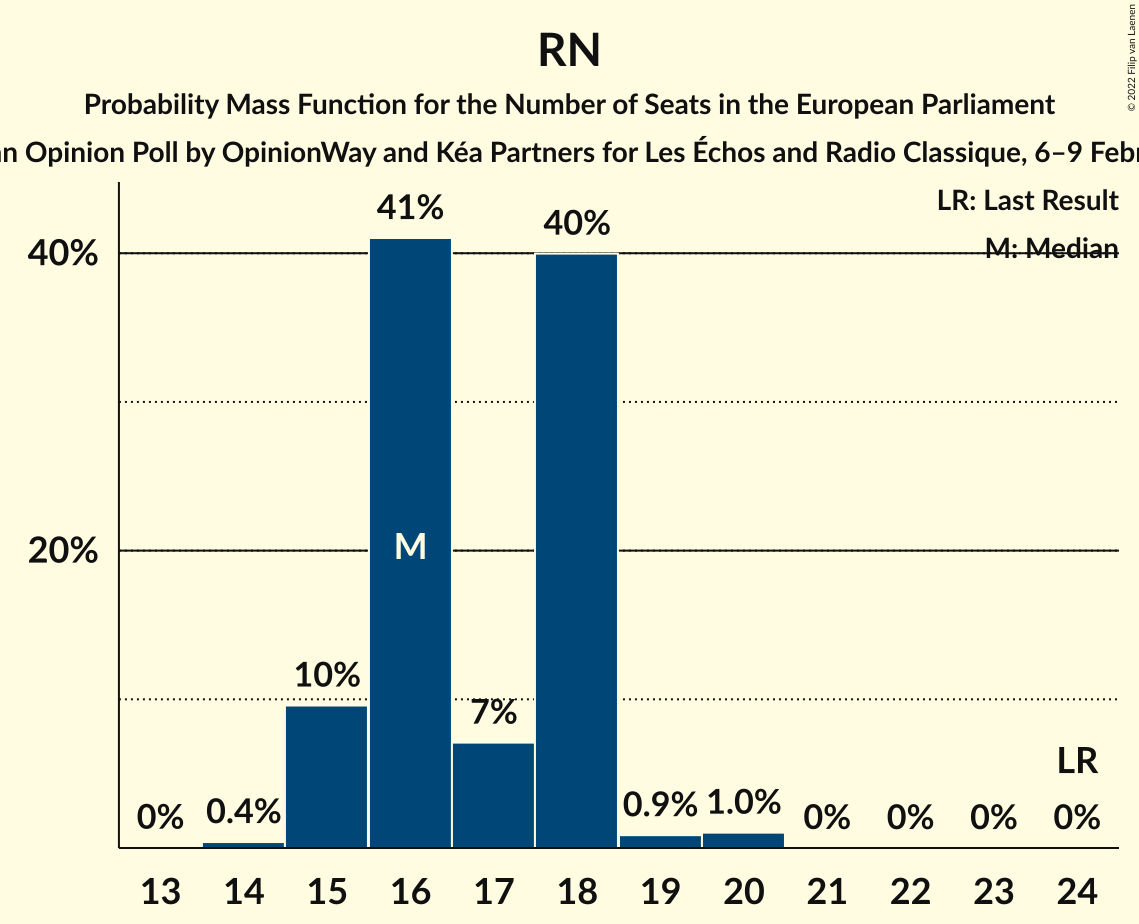 RN
Probability Mass Function for the Number of Seats in the European Parliament
Opinion Poll by OpinionWay and Kéa Partners for Les Échos and Radio Classique, 6–9
© 2022 Filip van Laenen
LR: Last Result
M: Median
41%
40%
40%
M
20%
10%
7%
LR
0%
0.4%
0.9%
1.0%
0%
0%
0%
0%
13 14 15 16 17 18 19 20 21 22 23 24